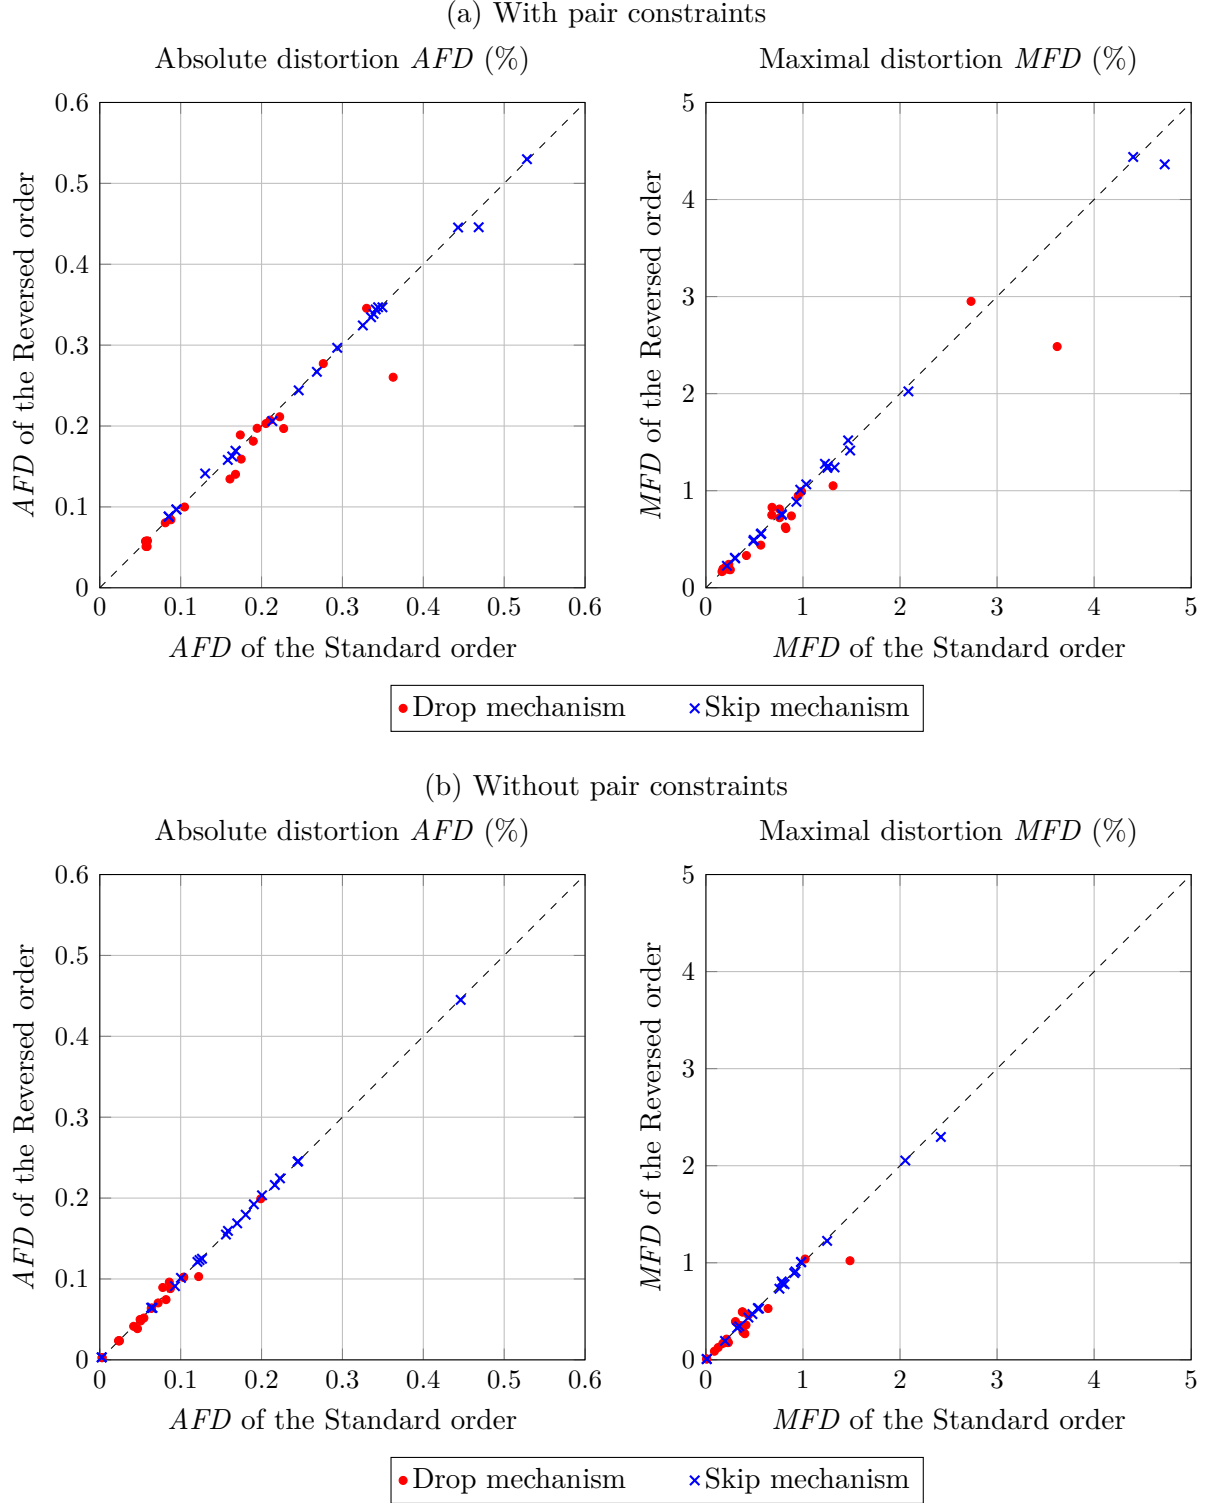 (a) With pair constraints
Absolute distortion AFD (%)
Maximal distortion MFD (%)
AFD of the Reversed order
0.6
0.5
0.4
0.3
0.2
0.1
0
0 0.1 0.2 0.3 0.4 0.5 0.6
AFD of the Standard order
MFD of the Reversed order
5
4
3
2
1
0
0 1 2 3 4 5
MFD of the Standard order
Drop mechanism Skip mechanism
(b) Without pair constraints
Absolute distortion AFD (%)
Maximal distortion MFD (%)
AFD of the Reversed order
0.6
0.5
0.4
0.3
0.2
0.1
0
0 0.1 0.2 0.3 0.4 0.5 0.6
AFD of the Standard order
MFD of the Reversed order
5
4
3
2
1
0
0 1 2 3 4 5
MFD of the Standard order
Drop mechanism Skip mechanism